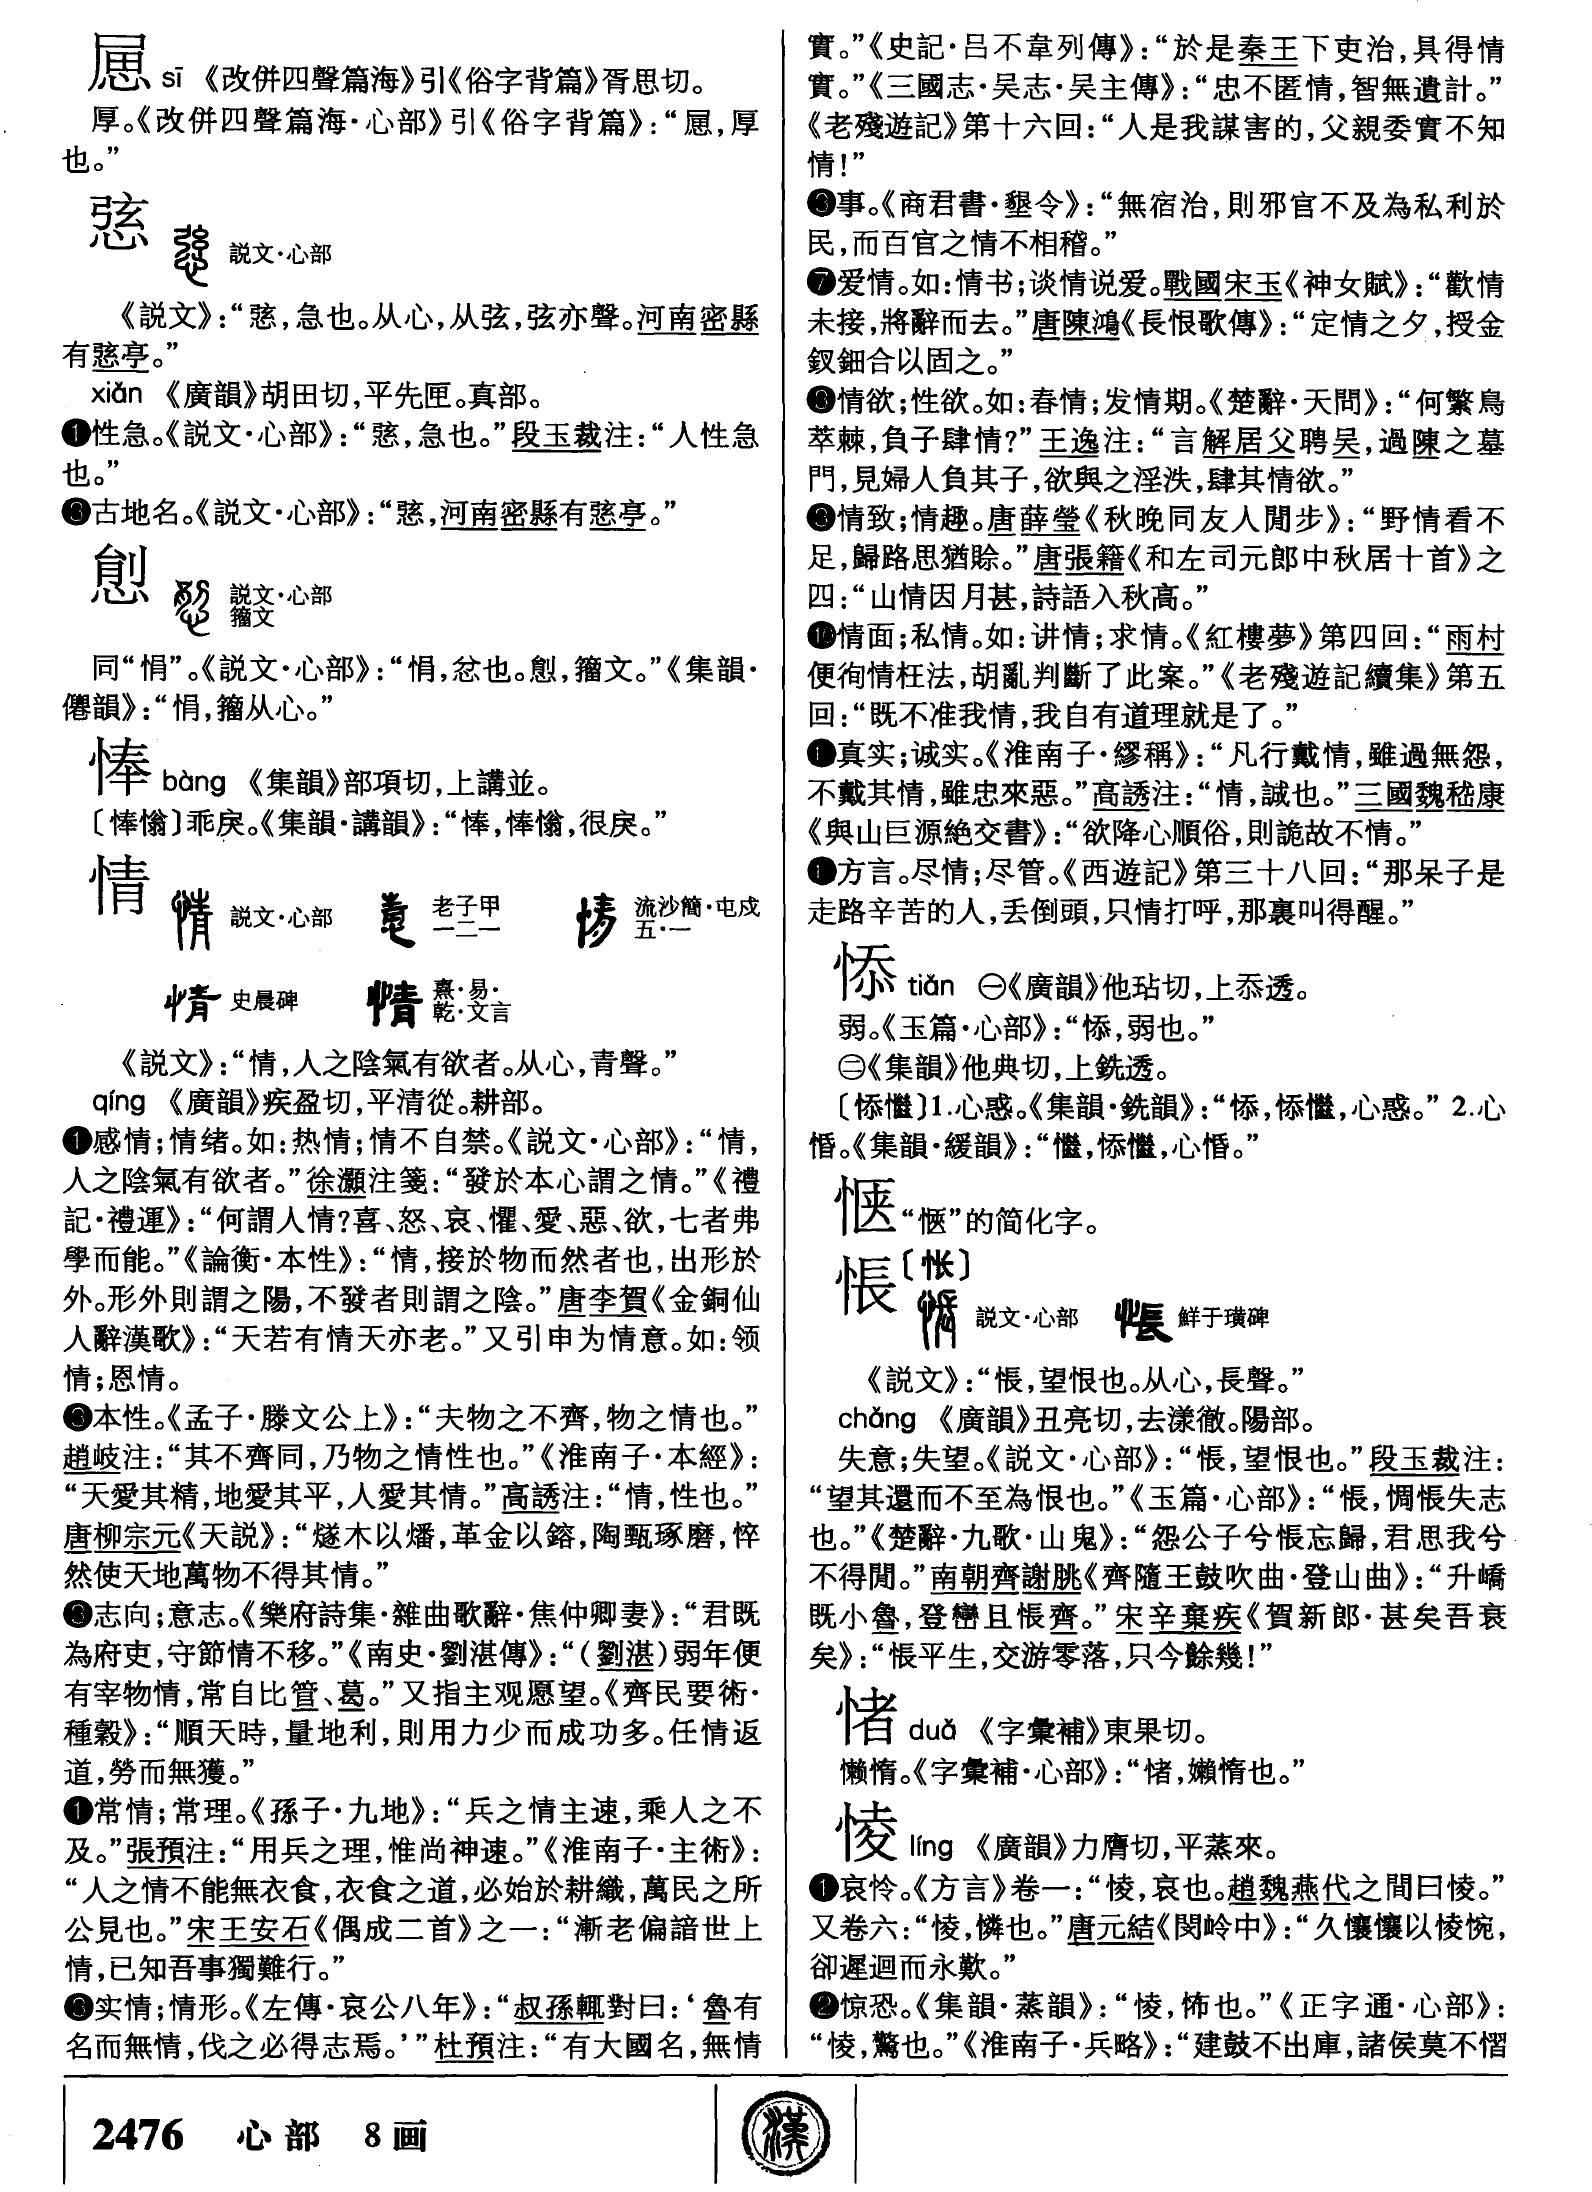 屖 sī 《改併四聲篇海》引《俗字背篇》胥思切。
厚。《改併四聲篇海·心部》引《俗字背篇》：“ ，厚
也。”
惤
説文·心部
《説文》：“ ，急也。从心，从弦，弦亦聲。河南密縣
有 亭。”
xián 《廣韻》胡田切，平先匣。真部。
❶性急。《説文·心部》：“ ，急也。”段玉裁注：“人性急
也。”
古地名。《説文·心部》：“ ，河南密縣有 亭。”
説文·心部
籀文
同“悁”。《説文·心部》：“悁，忿也。 ，籀文。”《集韻·
僊韻》：“悁，籀从心。”
㤶 bàng 《集韻》部項切，上講並。
〔 〕乖戾。《集韻·講韻》：“ ，很戾。”
情
説文·心部 老子甲 流沙簡·屯戍
一二一 五·一
史晨碑 熹·易·
乾·文言
《説文》：“情，人之陰氣有欲者。从心，青聲。”
qíng 《廣韻》疾盈切，平清從。耕部。
❶感情；情绪。如：热情；情不自禁。《説文·心部》：“情，
人之陰氣有欲者。”徐灝注箋：“發於本心謂之情。”《禮
記·禮運》：“何謂人情？喜、怒、哀、懼、愛、惡、欲，七者弗
學而能。”《論衡·本性》：“情，接於物而然者也，出形於
外。形外則謂之陽，不發者則謂之陰。”唐李賀《金銅仙
人辭漢歌》：“天若有情天亦老。”又引申为情意。如：领
情；恩情。
本性。《孟子·滕文公上》：“夫物之不齊，物之情也。”
趙岐注：“其不齊同，乃物之情性也。”《淮南子·本經》：
“天愛其精，地愛其平，人愛其情。”高誘注：“情，性也。”
唐柳宗元《天説》：“燧木以燔，革金以鎔，陶甄琢磨，悴
然使天地萬物不得其情。”
❸志向；意志。《樂府詩集·雜曲歌辭·焦仲卿妻》：“君既
為府吏，守節情不移。”《南史·劉湛傳》：“（劉湛）弱年便
有宰物情，常自比管、葛。”又指主观愿望。《齊民要術·
種穀》：“順天時，量地利，則用力少而成功多。任情返
道，勞而無獲。”
常情；常理。《孫子·九地》：“兵之情主速，乘人之不
及。”張預注：“用兵之理，惟尚神速。”《淮南子·主術》：
“人之情不能無衣食，衣食之道，必始於耕織，萬民之所
公見也。”宋王安石《偶成二首》之一：“漸老偏諳世上
情，已知吾事獨難行。”
实情；情形。《左傳·哀公八年》：“叔孫輒對曰：‘魯有
名而無情，伐之必得志焉。’”杜預注：“有大國名，無情
實。”《史記·吕不韋列傳》：“於是秦王下吏治，具得情
實。”《三國志·吴志·吴主傳》：“忠不匿情，智無遺計。”
《老殘遊記》第十六回：“人是我謀害的，父親委實不知
情！”
事。《商君書·墾令》：“無宿治，則邪官不及為私利於
民，而百官之情不相稽。”
❼爱情。如：情书；谈情说爱。戰國宋玉《神女賦》：“歡情
未接，將辭而去。”唐陳鴻《長恨歌傳》：“定情之夕，授金
釵鈿合以固之。”
情欲；性欲。如：春情；发情期。《楚辭·天問》：“何繁鳥
萃棘，負子肆情？”王逸注：“言解居父聘吴，過陳之墓
門，見婦人負其子，欲與之淫泆，肆其情欲。”
情致；情趣。唐薛瑩《秋晚同友人閒步》：“野情看不
足，歸路思猶賒。”唐張籍《和左司元郎中秋居十首》之
四：“山情因月甚，詩語入秋高。”
情面；私情。如：讲情；求情。《紅樓夢》第四回：“雨村
便徇情枉法，胡亂判斷了此案。”《老殘遊記續集》第五
回：“既不准我情，我自有道理就是了。”
真实；诚实。《淮南子·繆稱》：“凡行戴情，雖過無怨，
不戴其情，雖忠來惡。”高誘注：“情，誠也。”三國魏嵇康
《與山巨源絶交書》：“欲降心順俗，則詭故不情。”
方言。尽情；尽管。《西遊記》第三十八回：“那呆子是
走路辛苦的人，丢倒頭，只情打呼，那裏叫得醒。”
㥏 tiǎn ㊀《廣韻》他玷切，上忝透。
弱。《玉篇·心部》：“ ，弱也。”
㊁《集韻》他典切，上銑透。
〔 〕1.心惑。《集韻·銑韻》：“ ，心惑。” 2.心
惛。《集韻·緩韻》：“ ，心惛。”
惬“愜”的简化字。
悵〔怅〕
説文·心部 鮮于璜碑
《説文》：“悵，望恨也。从心，長聲。”
chàng 《廣韻》丑亮切，去漾徹。陽部。
失意；失望。《説文·心部》：“悵，望恨也。”段玉裁注：
“望其還而不至為恨也。”《玉篇·心部》：“悵，惆悵失志
也。”《楚辭·九歌·山鬼》：“怨公子兮悵忘歸，君思我兮
不得閒。”南朝齊謝朓《齊隨王鼓吹曲·登山曲》：“升嶠
既小魯，登巒且悵齊。”宋辛棄疾《賀新郎·甚矣吾衰
矣》：“悵平生，交游零落，只今餘幾！”
㤞 duǒ 《字彙補》東果切。
懒惰。《字彙補·心部》：“ ，嬾惰也。”
㥄 líng 《廣韻》力膺切，平蒸來。
❶哀怜。《方言》卷一：“㥄，哀也。趙魏燕代之間曰㥄。”
又卷六：“㥄，憐也。”唐元結《閔岭中》：“久懹懹以㥄惋，
卻遲迴而永歎。”
❷惊恐。《集韻·蒸韻》：“㥄，怖也。”《正字通·心部》：
“㥄，驚也。”《淮南子·兵略》：“建鼓不出庫，諸侯莫不慴
2476 心部 8画
漢